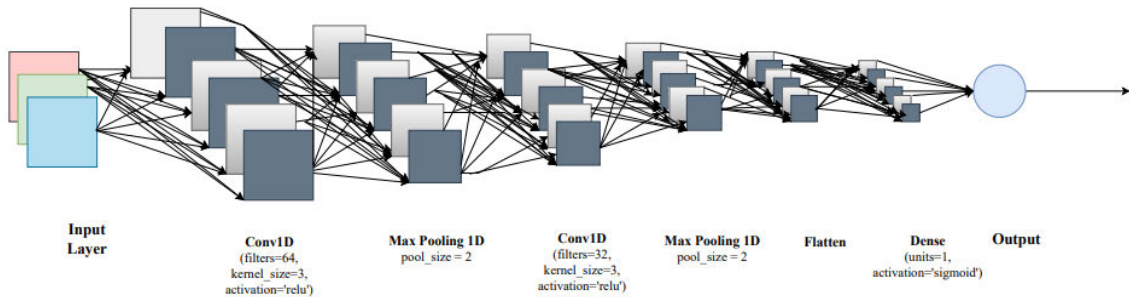 Input
Layer
Conv1D
(filters=64,
kernel_size=3,
activation='relu')
Max Pooling 1D
pool_size = 2
Conv1D
(filters=32,
kernel_size=3,
activation='relu')
Max Pooling 1D
pool_size = 2
Flatten
Dense
(units=1,
activation='sigmoid')
Output